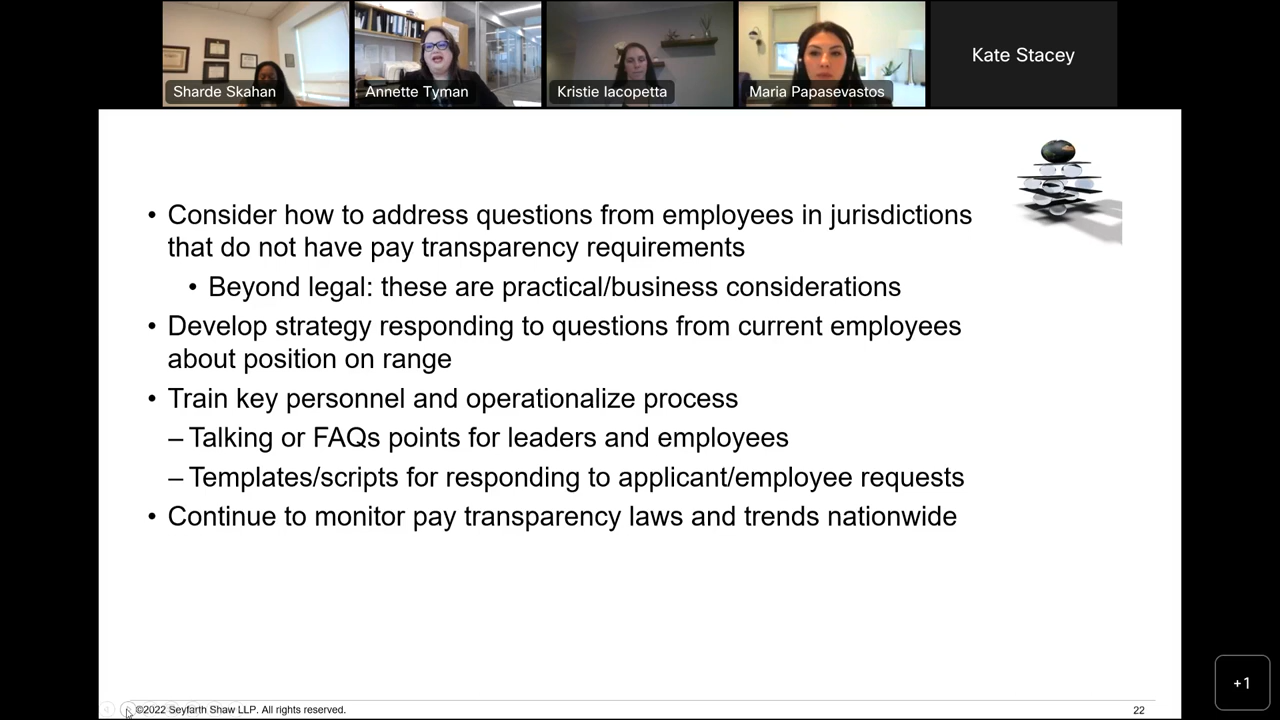 Sharde Skahan
Annette Tyman
Kristie Iacopetta
Maria Papasevastos
Kate Stacey
• Consider how to address questions from employees in jurisdictions
that do not have pay transparency requirements
• Beyond legal: these are practical/business considerations
• Develop strategy responding to questions from current employees
about position on range
• Train key personnel and operationalize process
– Talking or FAQs points for leaders and employees
– Templates/scripts for responding to applicant/employee requests
• Continue to monitor pay transparency laws and trends nationwide
+1
©2022 Seyfarth Shaw LLP. All rights reserved.
22